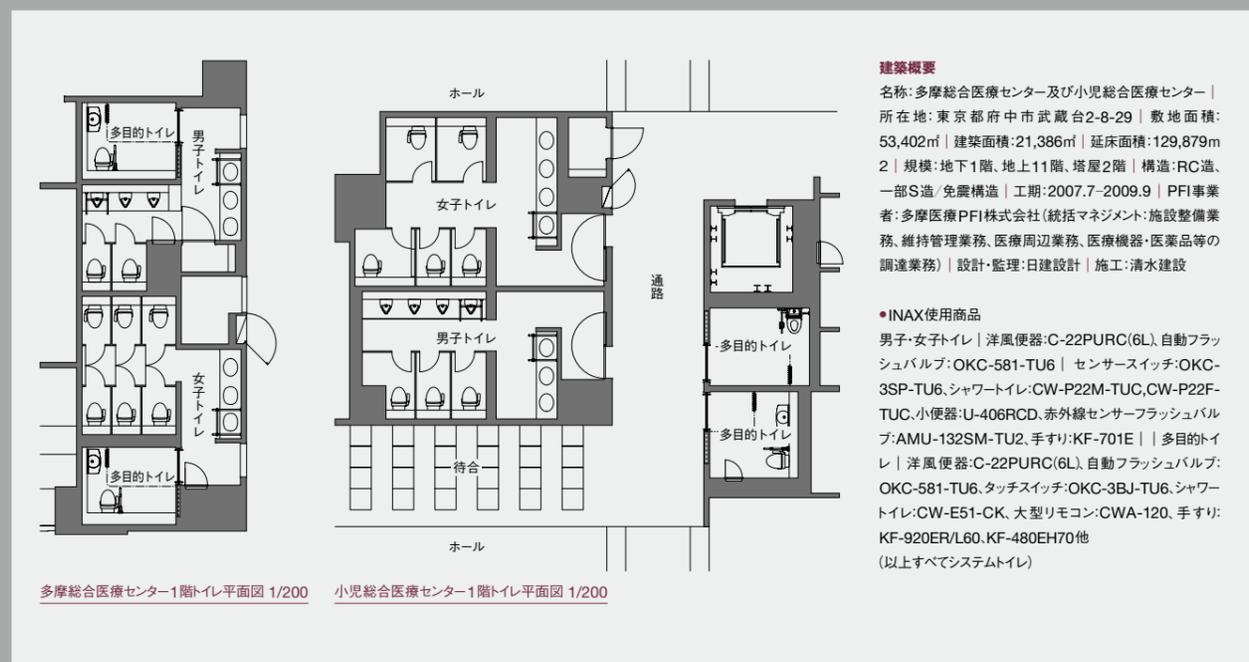 多目的トイレ
男子トイレ
女子トイレ
多目的トイレ
多摩総合医療センター1階トイレ平面図 1/200
ホール
女子トイレ
男子トイレ
待合
通路
多目的トイレ
多目的トイレ
ホール
小児総合医療センター1階トイレ平面図 1/200
建築概要
名称:多摩総合医療センター及び小児総合医療センター|
所在地:東京都府中市武蔵台2-8-29|敷地面積:
53,402㎡|建築面積:21,386㎡|延床面積:129,879m
2|規模:地下1階、地上11階、塔屋2階|構造:RC造、
一部S造/免震構造|工期:2007.7–2009.9|PFI事業
者:多摩医療PFI株式会社(統括マネジメント:施設整備業
務、維持管理業務、医療周辺業務、医療機器・医薬品等の
調達業務)|設計・監理:日建設計|施工:清水建設
●INAX使用商品
男子・女子トイレ|洋風便器:C-22PURC(6L)、自動フラッ
シュバルブ:OKC-581-TU6| センサースイッチ:OKC-
3SP-TU6、シャワートイレ:CW-P22M-TUC,CW-P22F-
TUC、小便器:U-406RCD、赤外線センサーフラッシュバル
ブ:AMU-132SM-TU2、手すり:KF-701E||多目的トイ
レ|洋風便器:C-22PURC(6L)、自動フラッシュバルブ:
OKC-581-TU6、タッチスイッチ:OKC-3BJ-TU6、シャワー
トイレ:CW-E51-CK、大型リモコン:CWA-120、手すり:
KF-920ER/L60、KF-480EH70他
(以上すべてシステムトイレ)